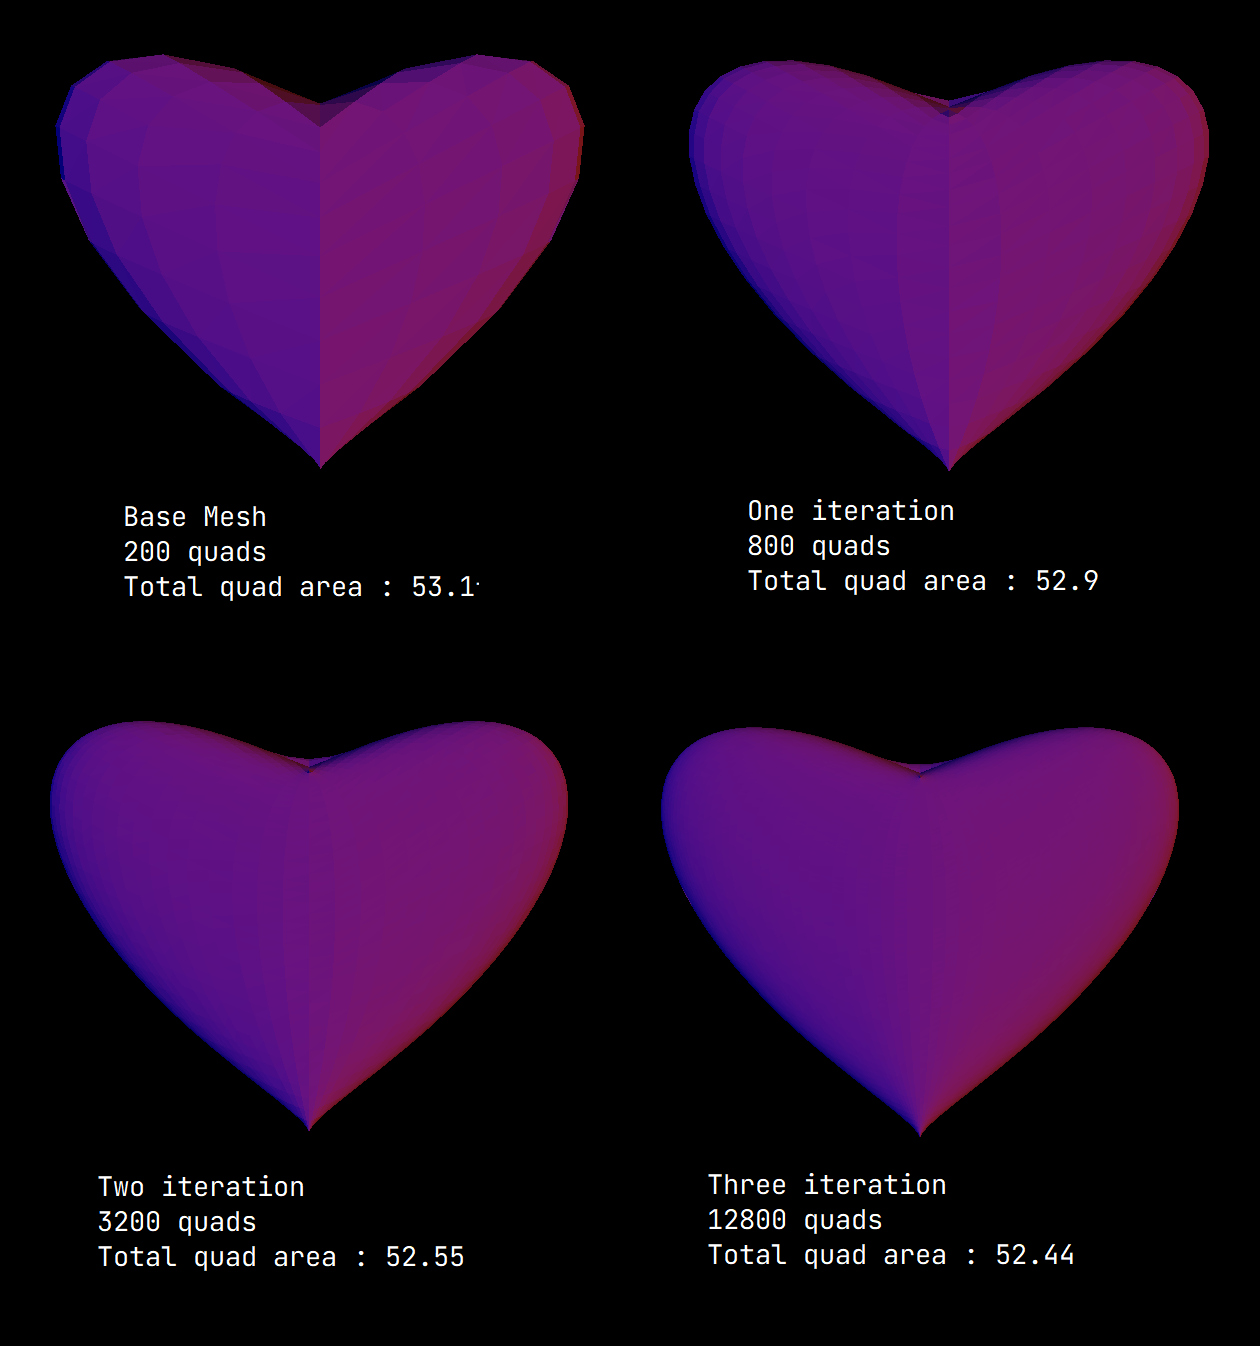 Base Mesh
200 quads
Total quad area : 53.1
One iteration
800 quads
Total quad area : 52.9
Two iteration
3200 quads
Total quad area : 52.55
Three iteration
12800 quads
Total quad area : 52.44